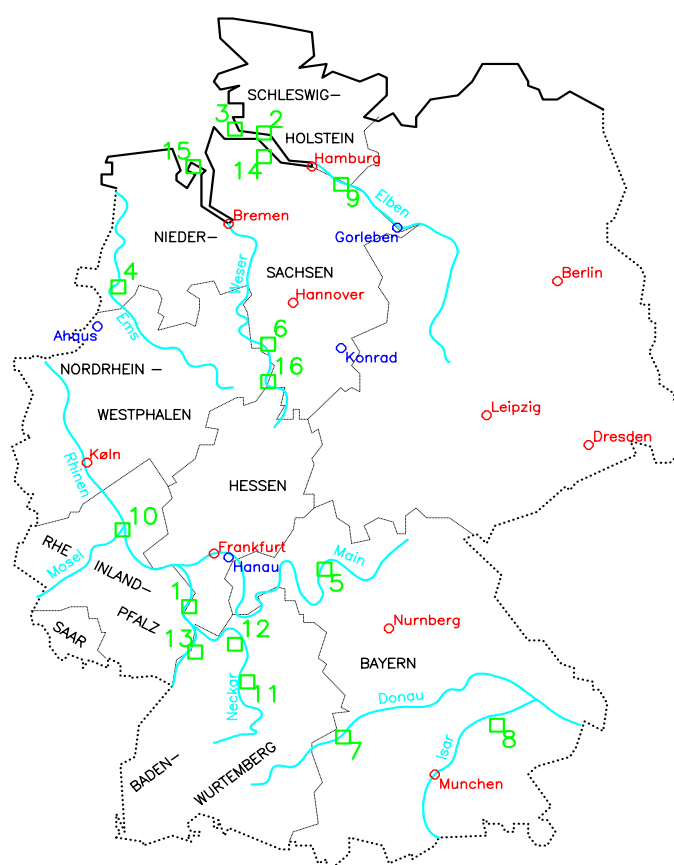 SCHLESWIG—
3
2
HOLSTEIN
15
14
Hamburg
9
Elben
Bremen
Gorleben
NIEDER—
Weser
SACHSEN
Berlin
4
Hannover
Ems
Ahaus
6
Konrad
NORDRHEIN —
16
WESTPHALEN
Leipzig
Dresden
Køln
Rhinen
HESSEN
10
RHE
Frankfurt
Main
Mosel
Hanau
INLAND—
5
1
PFALZ
SAAR
12
Nurnberg
13
BAYERN
11
Neckar
Donau
7
Isar
8
BADEN—
WURTEMBERG
Munchen